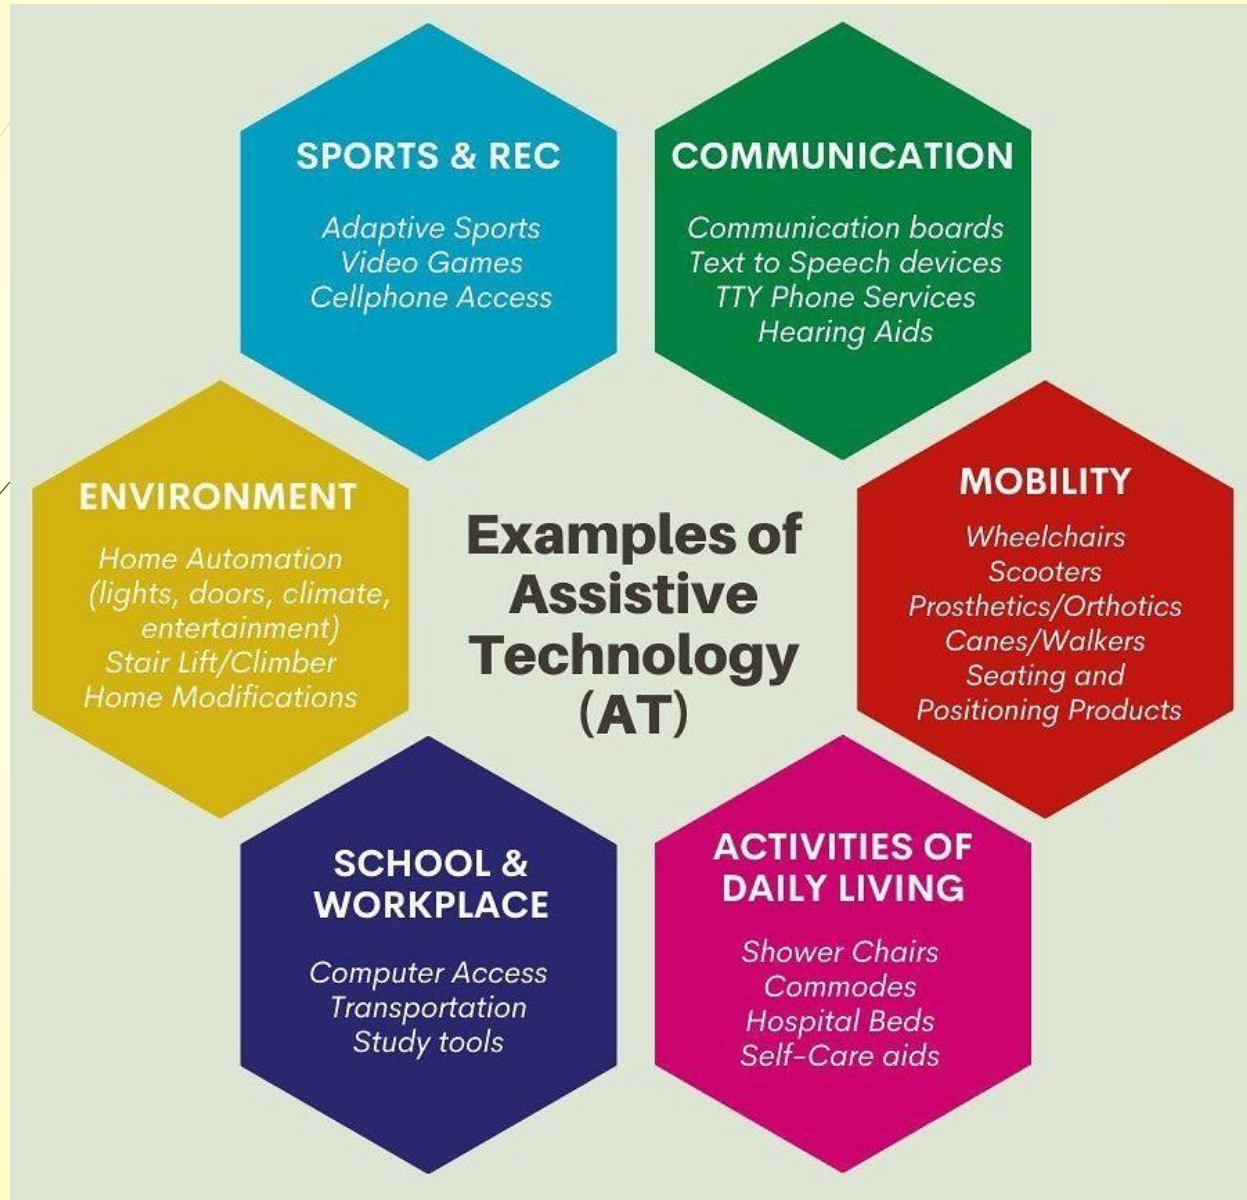 SPORTS & REC
Adaptive Sports
Video Games
Cellphone Access
COMMUNICATION
Communication boards
Text to Speech devices
TTY Phone Services
Hearing Aids
ENVIRONMENT
Home Automation
(lights, doors, climate,
entertainment)
Stair Lift/Climber
Home Modifications
Examples of
Assistive
Technology
(AT)
MOBILITY
Wheelchairs
Scooters
Prosthetics/Orthotics
Canes/Walkers
Seating and
Positioning Products
SCHOOL &
WORKPLACE
Computer Access
Transportation
Study tools
ACTIVITIES OF
DAILY LIVING
Shower Chairs
Commodes
Hospital Beds
Self-Care aids